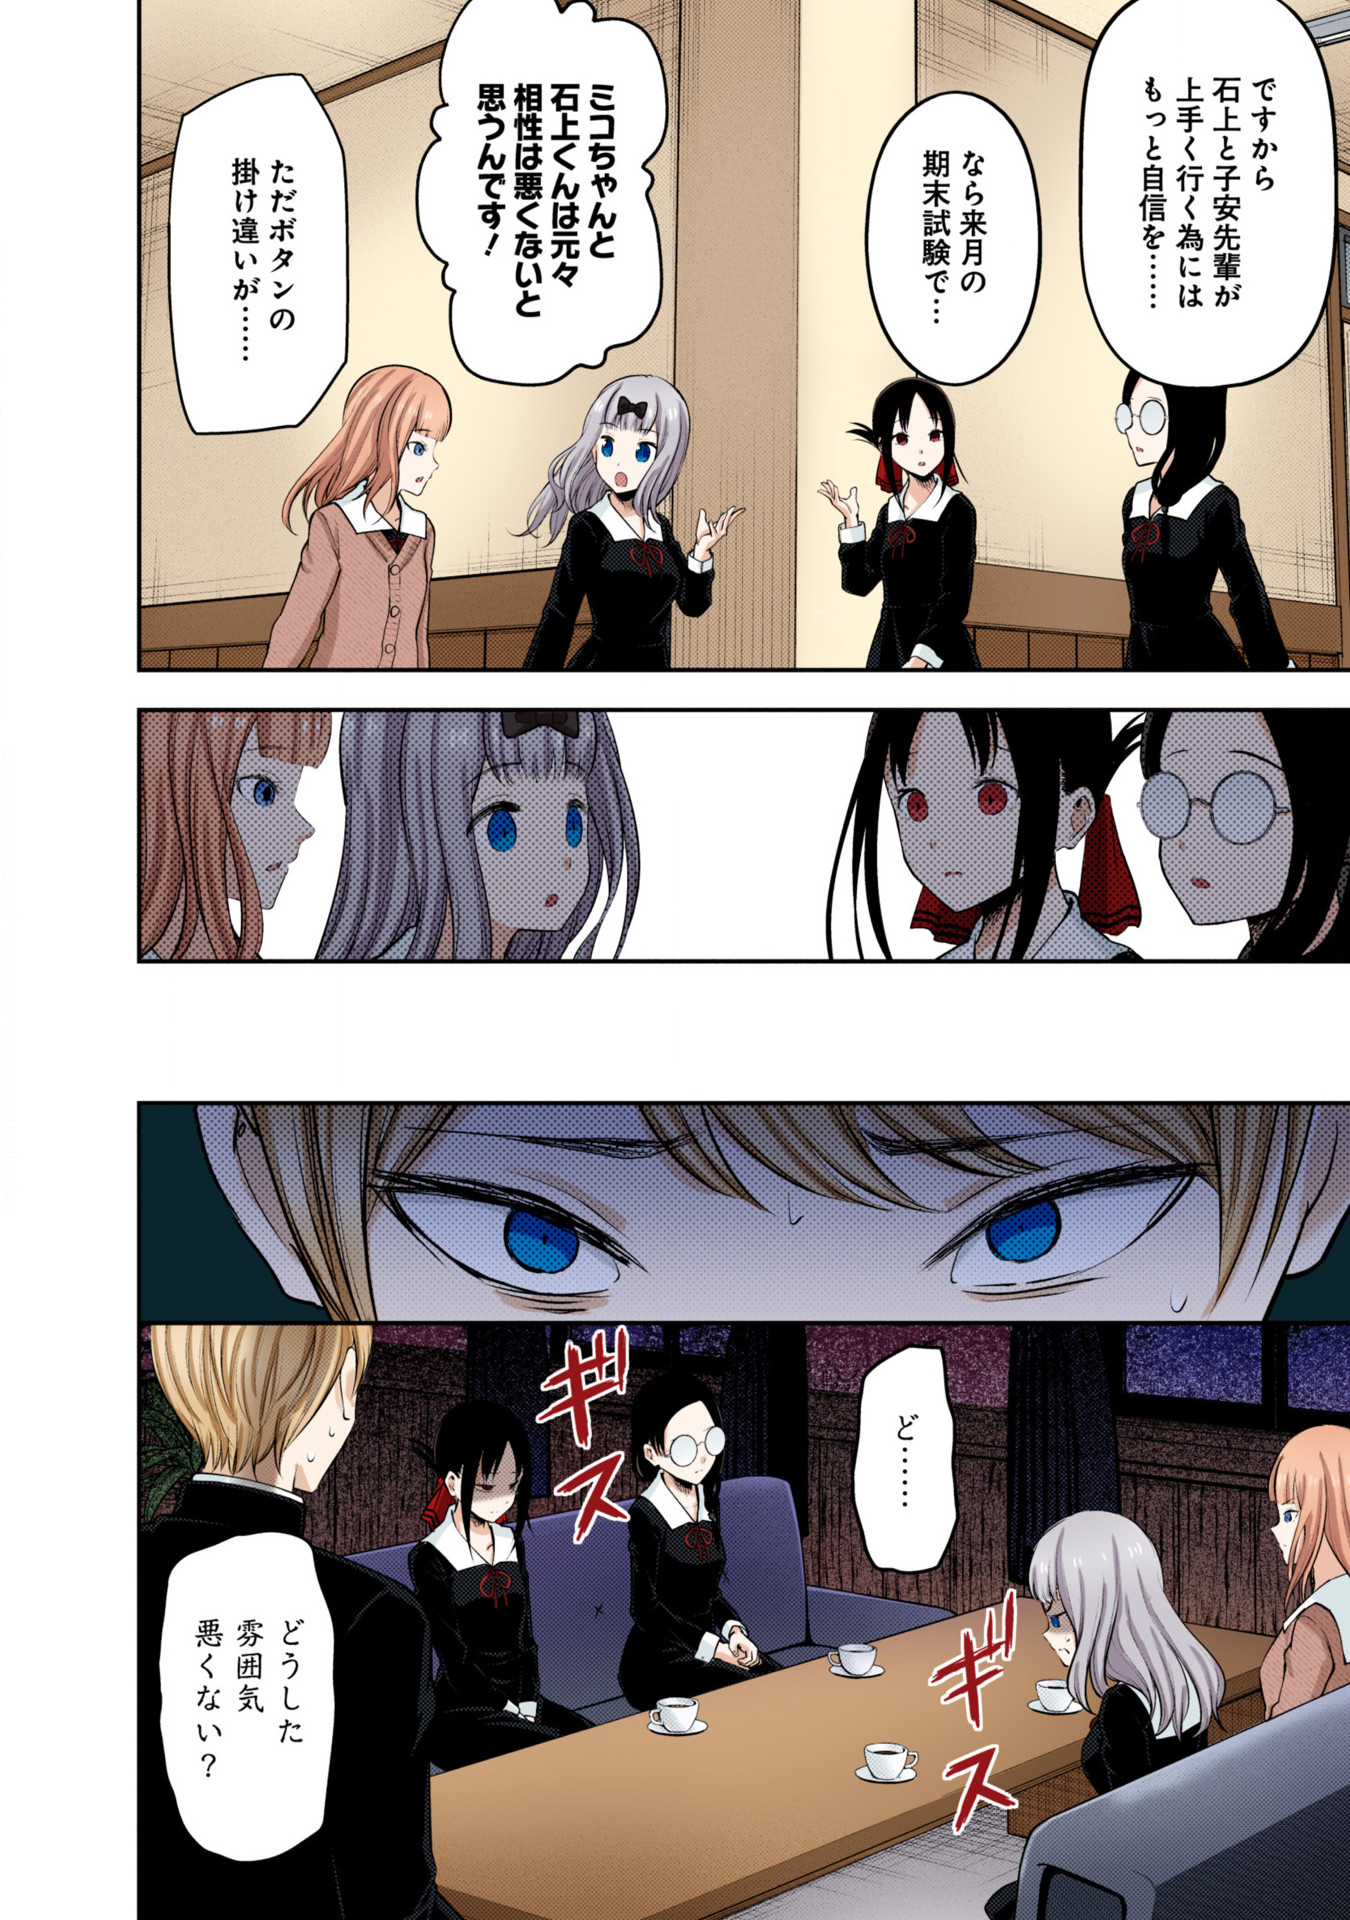 ですから
石上と子安先輩が
上手く行く為には
もっと自信を……
なら来月の
期末試験で…
ミコちゃんと
石上くんは元々
相性は悪くないと
思うんです！
ただボタンの
掛け違いが……
ど……
ギス
ギス
どうした
雰囲気
悪くない？